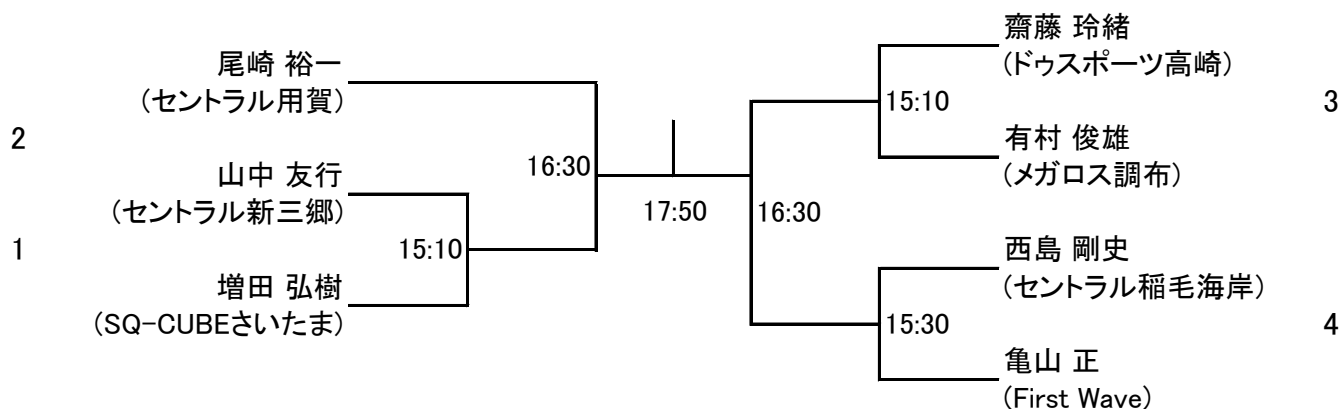 尾崎 裕一
(セントラル用賀)
2
山中 友行
(セントラル新三郷)
1
増田 弘樹
(SQ-CUBEさいたま)
15:10
16:30
17:50
16:30
齋藤 玲緒
(ドゥスポーツ高崎)
15:10
3
有村 俊雄
(メガロス調布)
西島 剛史
(セントラル稲毛海岸)
15:30
4
亀山 正
(First Wave)